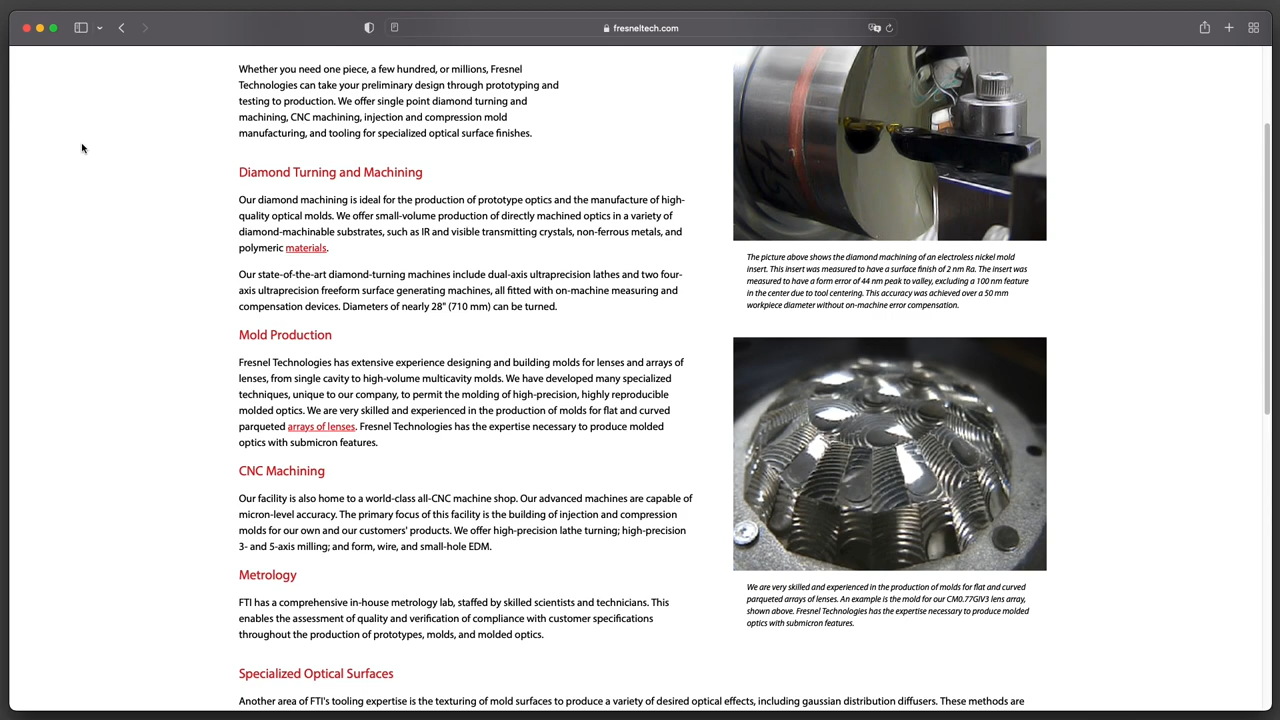 fresneltech.com
Whether you need one piece, a few hundred, or millions, Fresnel
Technologies can take your preliminary design through prototyping and
testing to production. We offer single point diamond turning and
machining, CNC machining, injection and compression mold
manufacturing, and tooling for specialized optical surface finishes.
Diamond Turning and Machining
Our diamond machining is ideal for the production of prototype optics and the manufacture of high-
quality optical molds. We offer small-volume production of directly machined optics in a variety of
diamond-machinable substrates, such as IR and visible transmitting crystals, non-ferrous metals, and
polymeric materials.
Our state-of-the-art diamond-turning machines include dual-axis ultraprecision lathes and two four-
axis ultraprecision freeform surface generating machines, all fitted with on-machine measuring and
compensation devices. Diameters of nearly 28" (710 mm) can be turned.
Mold Production
Fresnel Technologies has extensive experience designing and building molds for lenses and arrays of
lenses, from single cavity to high-volume multicavity molds. We have developed many specialized
techniques, unique to our company, to permit the molding of high-precision, highly reproducible
molded optics. We are very skilled and experienced in the production of molds for flat and curved
parqueted arrays of lenses. Fresnel Technologies has the expertise necessary to produce molded
optics with submicron features.
CNC Machining
Our facility is also home to a world-class all-CNC machine shop. Our advanced machines are capable of
micron-level accuracy. The primary focus of this facility is the building of injection and compression
molds for our own and our customers' products. We offer high-precision lathe turning; high-precision
3- and 5-axis milling; and form, wire, and small-hole EDM.
Metrology
FTI has a comprehensive in-house metrology lab, staffed by skilled scientists and technicians. This
enables the assessment of quality and verification of compliance with customer specifications
throughout the production of prototypes, molds, and molded optics.
Specialized Optical Surfaces
Another area of FTI's tooling expertise is the texturing of mold surfaces to produce a variety of desired optical effects, including gaussian distribution diffusers. These methods are
The picture above shows the diamond machining of an electroless nickel mold
insert. This insert was measured to have a surface finish of 2 nm Ra. The insert was
measured to have a form error of 44 nm peak to valley, excluding a 100 nm feature
in the center due to tool centering. This accuracy was achieved over a 50 mm
workpiece diameter without on-machine error compensation.
We are very skilled and experienced in the production of molds for flat and curved
parqueted arrays of lenses. An example is the mold for our CM0.77GIV3 lens array,
shown above. Fresnel Technologies has the expertise necessary to produce molded
optics with submicron features.